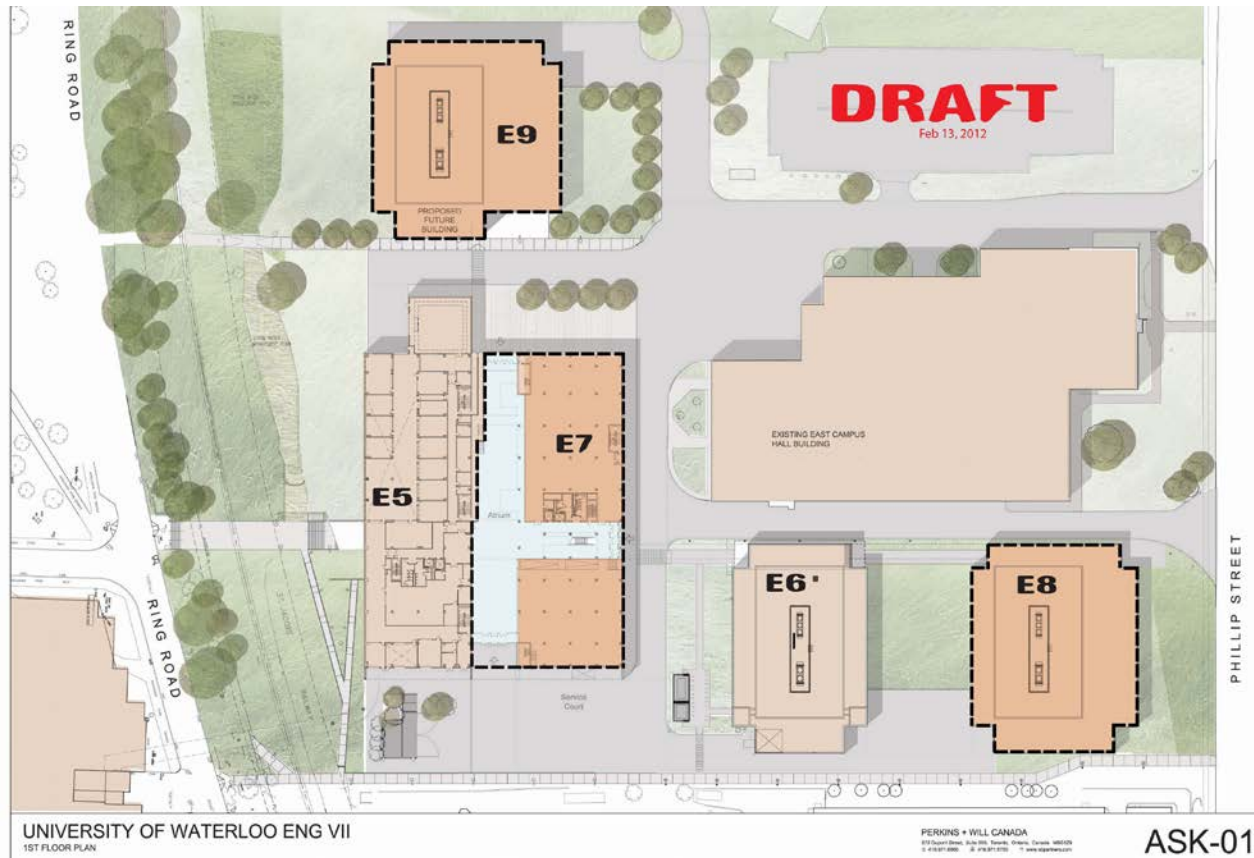 RING ROAD
DRAFT
Feb 13, 2012
E9
PROPOSED
FUTURE
BUILDING
E7
E5
Atrium
EXISTING EAST CAMPUS
HALL BUILDING
E6
E8
PHILLIP STREET
RING ROAD
Service
Court
UNIVERSITY OF WATERLOO ENG VII
1ST FLOOR PLAN
PERKINS + WILL CANADA
ASK-01